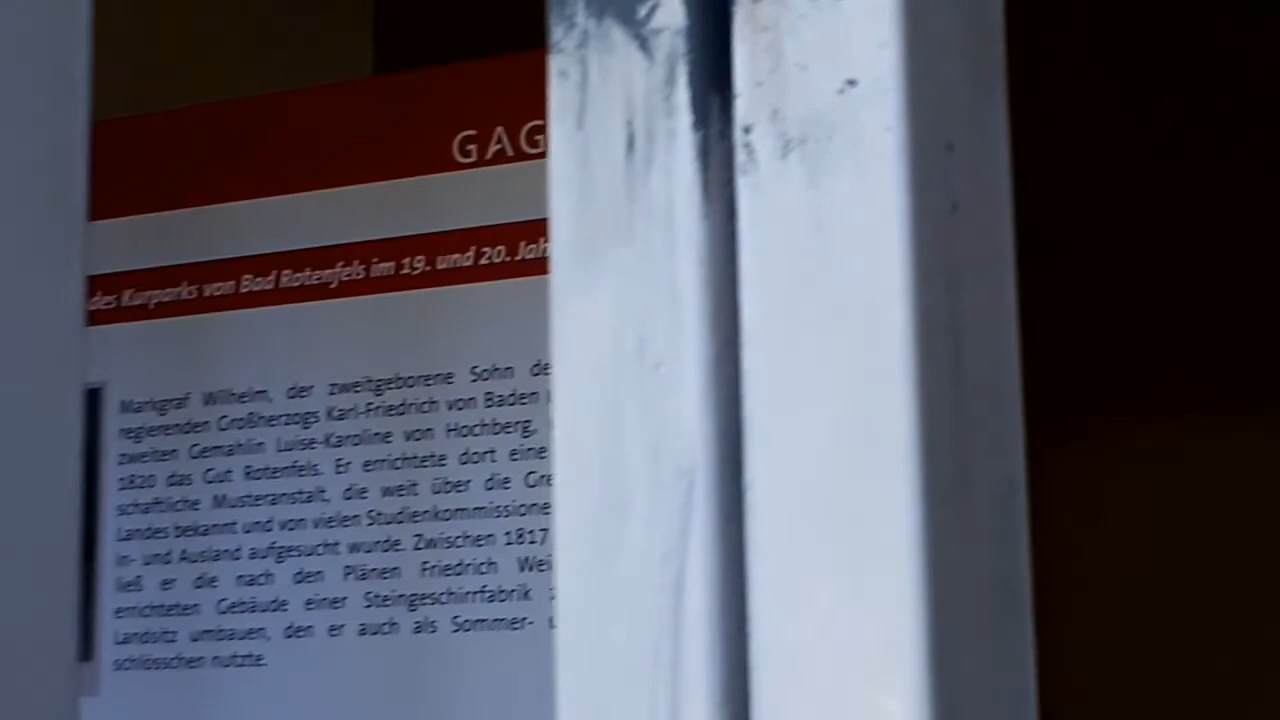 GAG
des Kurparks von Bad Rotenfels im 19. und 20. Jah
Markgraf Wilhelm, der zweitgeborene Sohn de
regierenden Großherzogs Karl-Friedrich von Baden
zweiten Gemahlin Luise-Karoline von Hochberg,
1820 das Gut Rotenfels. Er errichtete dort eine
schaftliche Musteranstalt, die weit über die Gre
Landes bekannt und von vielen Studienkommissione
In- und Ausland aufgesucht wurde. Zwischen 1817
ließ er die nach den Plänen Friedrich Wei
errichteten Gebäude einer Steingeschirrfabrik
Landsitz umbauen, den er auch als Sommer-
schlösschen nutzte.